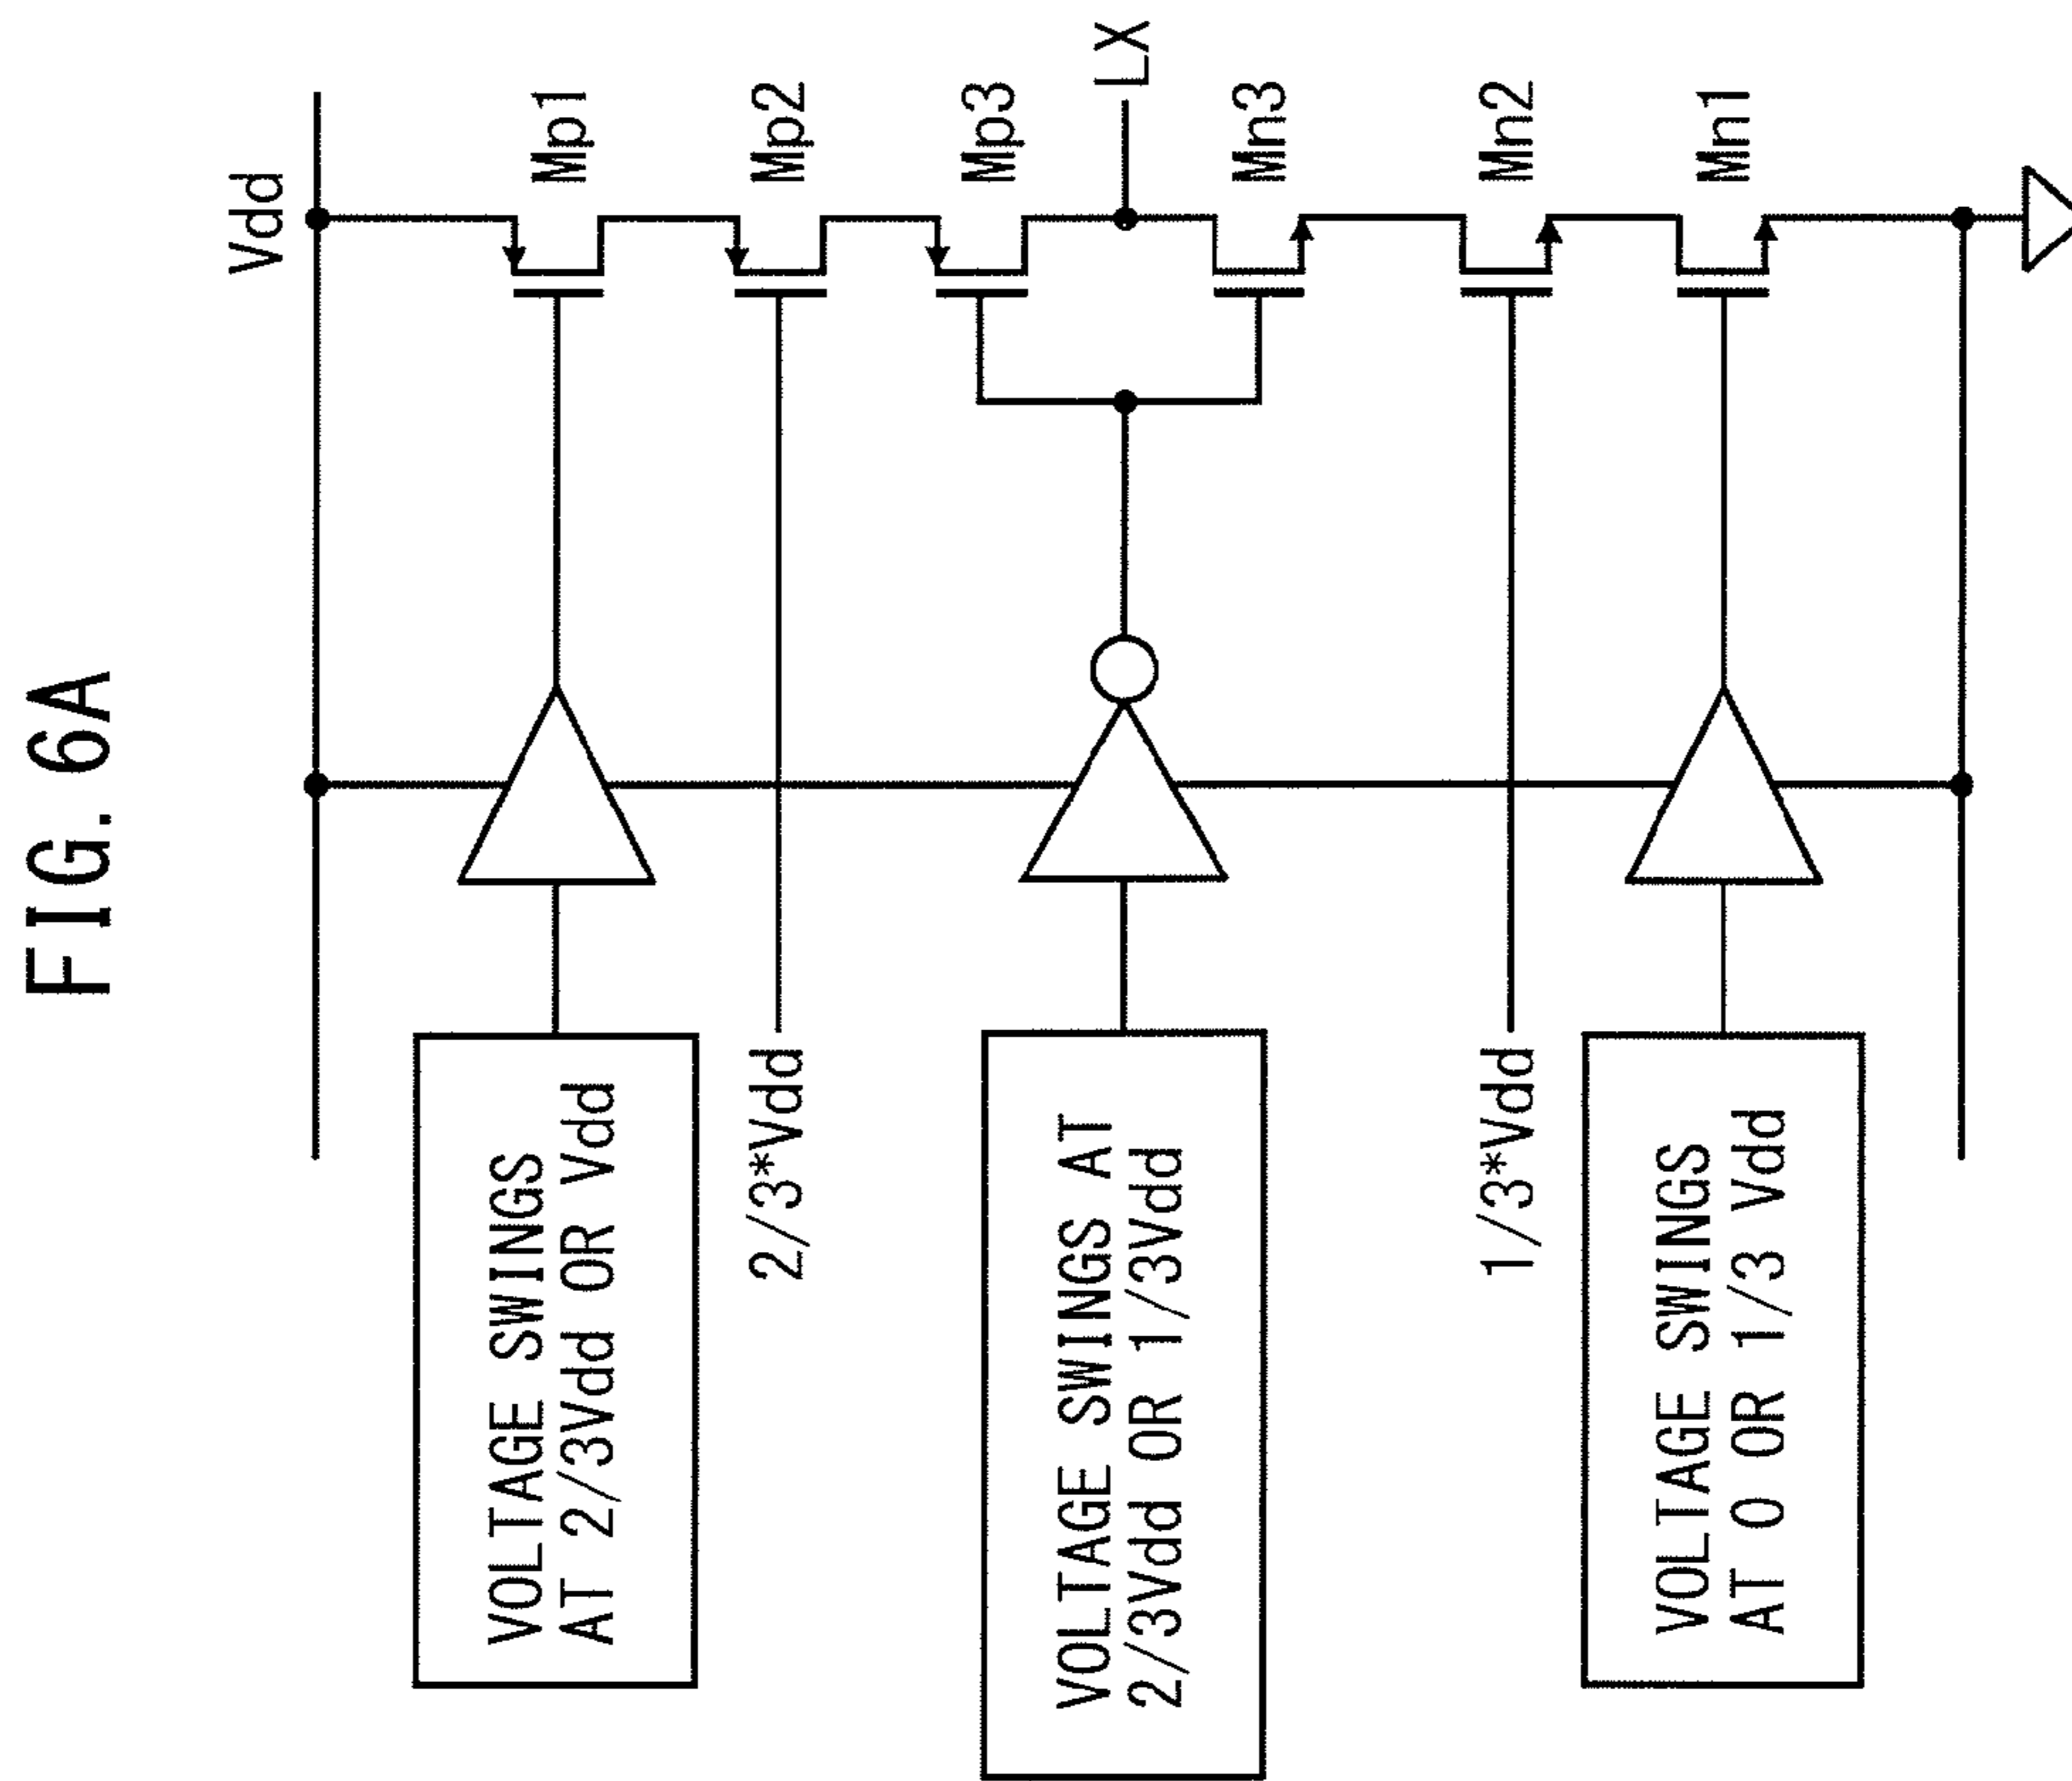 FIG. 6A
Vdd
VOLTAGE SWINGS
AT 2/3Vdd OR Vdd
Mp1
2/3*Vdd
Mp2
Mp3
VOLTAGE SWINGS AT
2/3Vdd OR 1/3Vdd
LX
Mn3
1/3*Vdd
Mn2
VOLTAGE SWINGS
AT 0 OR 1/3 Vdd
Mn1